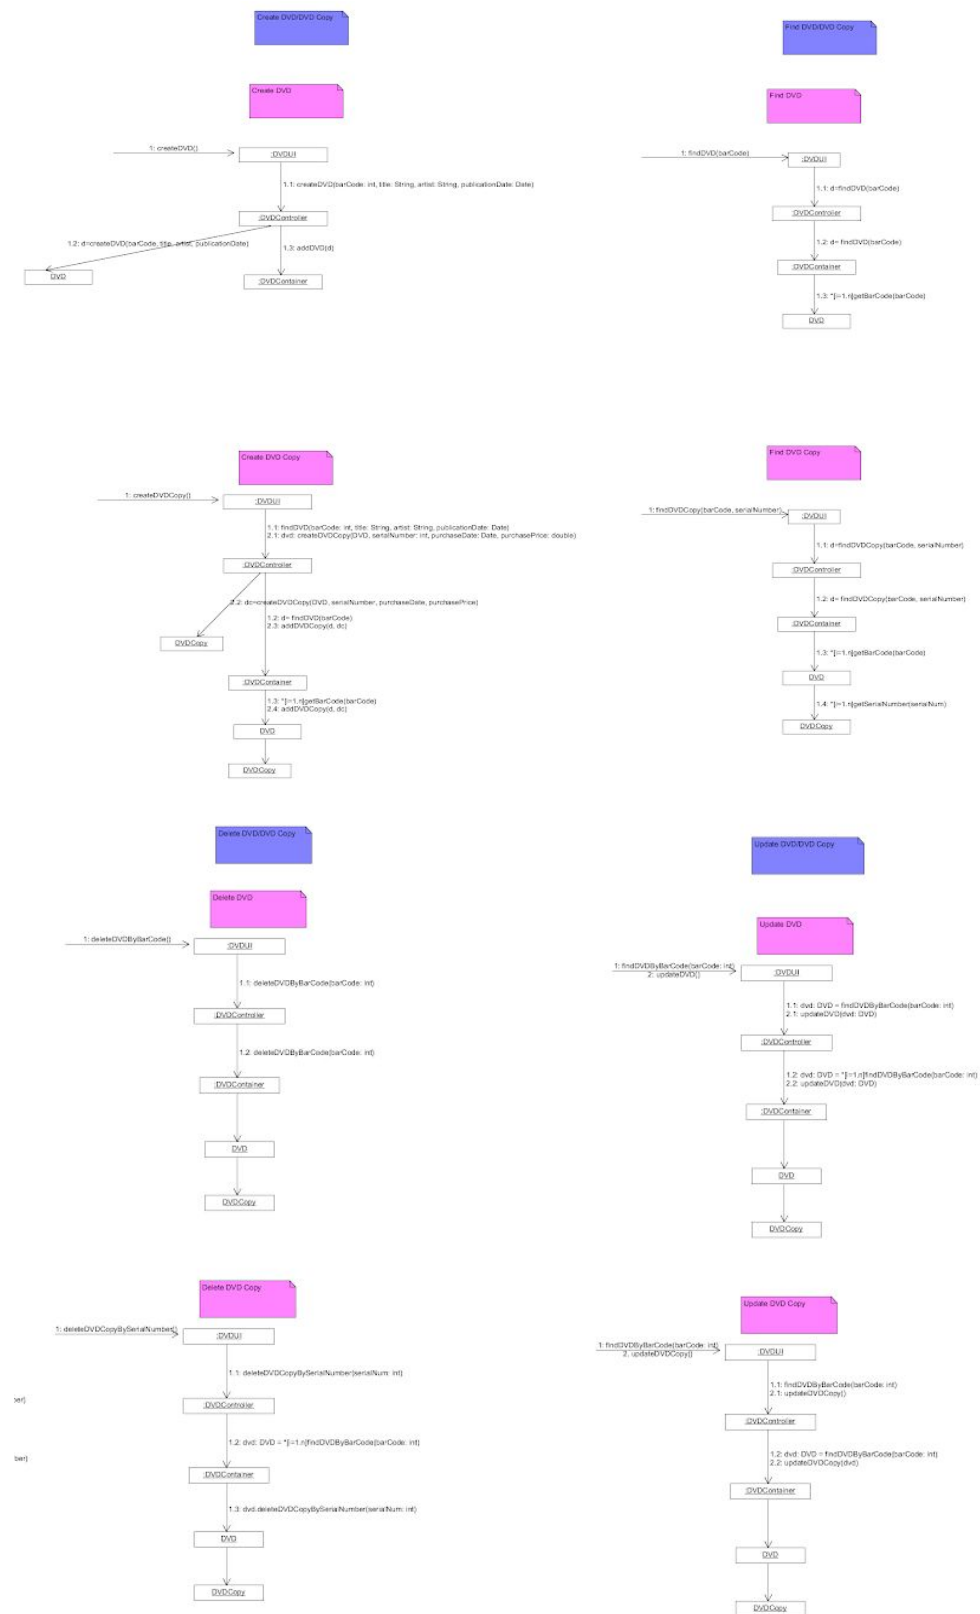 Create DVD/DVD Copy
Create DVD
1: createDVD()
:DVDUI
1.1: createDVD(barCode: int, title: String, artist: String, publicationDate: Date)
:DVDController
1.2: d=createDVD(barCode, title, artist, publicationDate)
1.3: addDVD(d)
DVD
:DVDContainer
Find DVD/DVD Copy
Find DVD
1: findDVD(barCode)
:DVDUI
1.1: d=findDVD(barCode)
:DVDController
1.2: d= findDVD(barCode)
:DVDContainer
1.3: *[i=1.n]getBarCode(barCode)
DVD
Create DVD Copy
1: createDVDCopy()
:DVDUI
1.1: findDVD(barCode: int, title: String, artist: String, publicationDate: Date)
2.1: dvd: createDVDCopy(DVD, serialNumber: int, purchaseDate: Date, purchasePrice: double)
:DVDController
2.2: dc=createDVDCopy(DVD, serialNumber, purchaseDate, purchasePrice)
1.2: d= findDVD(barCode)
2.3: addDVDCopy(d, dc)
DVDCopy
:DVDContainer
1.3: *[i=1.n]getBarCode(barCode)
2.4: addDVDCopy(d, dc)
DVD
DVDCopy
Find DVD Copy
1: findDVDCopy(barCode, serialNumber)
:DVDUI
1.1: d=findDVDCopy(barCode, serialNumber)
:DVDController
1.2: d= findDVDCopy(barCode, serialNumber)
:DVDContainer
1.3: *[i=1.n]getBarCode(barCode)
DVD
1.4: *[i=1.n]getSerialNumber(serialNum)
DVDCopy
Delete DVD/DVD Copy
Delete DVD
1: deleteDVDByBarCode()
:DVDUI
1.1: deleteDVDByBarCode(barCode: int)
:DVDController
1.2: deleteDVDByBarCode(barCode: int)
:DVDContainer
DVD
DVDCopy
Update DVD/DVD Copy
Update DVD
1: findDVDByBarCode(barCode: int)
2: updateDVD()
:DVDUI
1.1: dvd: DVD = findDVDByBarCode(barCode: int)
2.1: updateDVD(dvd: DVD)
:DVDController
1.2: dvd: DVD = *[i=1.n]findDVDByBarCode(barCode: int)
2.2: updateDVD(dvd: DVD)
:DVDContainer
DVD
DVDCopy
Delete DVD Copy
1: deleteDVDCopyBySerialNumber()
:DVDUI
1.1: deleteDVDCopyBySerialNumber(serialNum: int)
:DVDController
1.2: dvd: DVD = *[i=1.n]findDVDByBarCode(barCode: int)
:DVDContainer
1.3: dvd.deleteDVDCopyBySerialNumber(serialNum: int)
DVD
DVDCopy
ber)
Update DVD Copy
1: findDVDByBarCode(barCode: int)
2. updateDVDCopy()
:DVDUI
1.1: findDVDByBarCode(barCode: int)
2.1: updateDVDCopy()
:DVDController
1.2: dvd: DVD = findDVDByBarCode(barCode: int)
2.2: updateDVDCopy(dvd)
:DVDContainer
DVD
DVDCopy